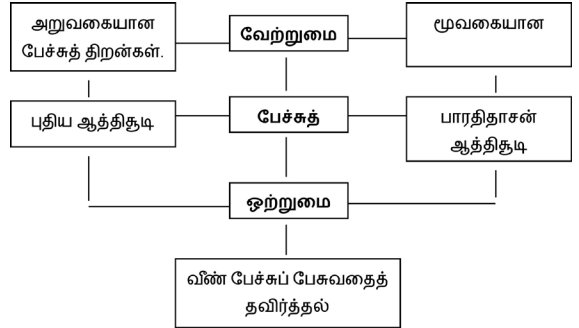 அறுவகையான
பேச்சுத் திறன்கள்.
வேற்றுமை
மூவகையான
புதிய ஆத்திசூடி
பேச்சுத்
பாரதிதாசன்
ஆத்திசூடி
ஒற்றுமை
வீண் பேச்சுப் பேசுவதைத்
தவிர்த்தல்